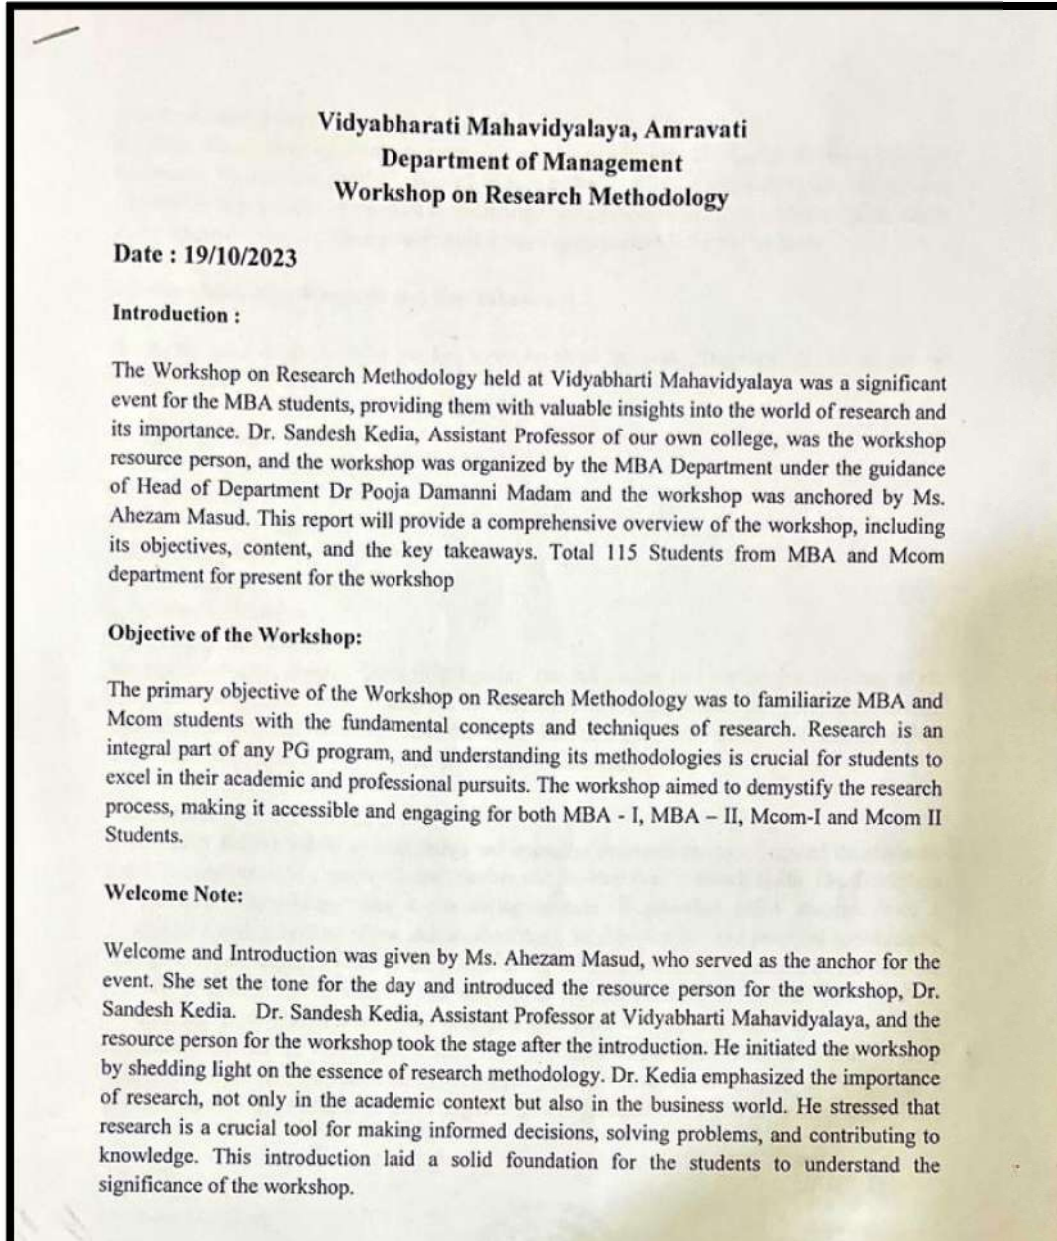 Vidyabharati Mahavidyalaya, Amravati
Department of Management
Workshop on Research Methodology
Date : 19/10/2023
Introduction :
The Workshop on Research Methodology held at Vidyabharti Mahavidyalaya was a significant
event for the MBA students, providing them with valuable insights into the world of research and
its importance. Dr. Sandesh Kedia, Assistant Professor of our own college, was the workshop
resource person, and the workshop was organized by the MBA Department under the guidance
of Head of Department Dr Pooja Damanni Madam and the workshop was anchored by Ms.
Ahezam Masud. This report will provide a comprehensive overview of the workshop, including
its objectives, content, and the key takeaways. Total 115 Students from MBA and Mcom
department for present for the workshop
Objective of the Workshop:
The primary objective of the Workshop on Research Methodology was to familiarize MBA and
Mcom students with the fundamental concepts and techniques of research. Research is an
integral part of any PG program, and understanding its methodologies is crucial for students to
excel in their academic and professional pursuits. The workshop aimed to demystify the research
process, making it accessible and engaging for both MBA - I, MBA – II, Mcom-I and Mcom II
Students.
Welcome Note:
Welcome and Introduction was given by Ms. Ahezam Masud, who served as the anchor for the
event. She set the tone for the day and introduced the resource person for the workshop, Dr.
Sandesh Kedia. Dr. Sandesh Kedia, Assistant Professor at Vidyabharti Mahavidyalaya, and the
resource person for the workshop took the stage after the introduction. He initiated the workshop
by shedding light on the essence of research methodology. Dr. Kedia emphasized the importance
of research, not only in the academic context but also in the business world. He stressed that
research is a crucial tool for making informed decisions, solving problems, and contributing to
knowledge. This introduction laid a solid foundation for the students to understand the
significance of the workshop.